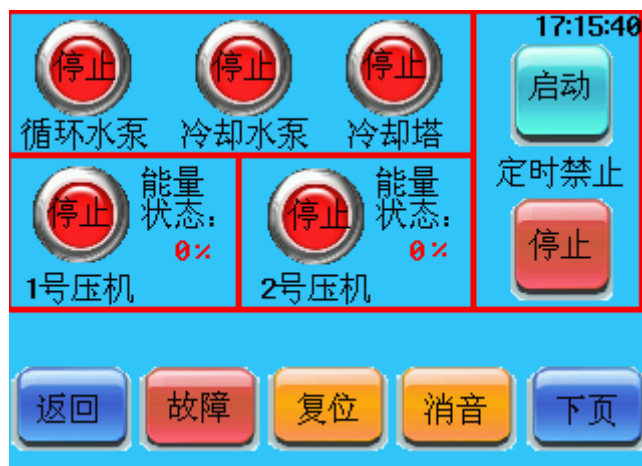 17:15:40
停止
停止
停止
启动
循环水泵
冷却水泵
冷却塔
定时禁止
停止
能量
状态:
0%
1号压机
停止
能量
状态:
0%
2号压机
停止
返回
故障
复位
消音
下页